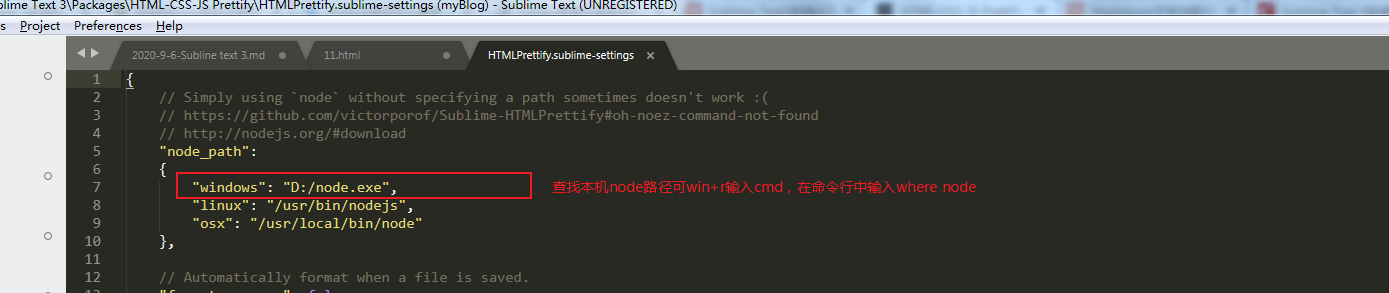 blime Text 3\Packages\HTML-CSS-JS Prettify\HTMLPrettify.sublime-settings (myBlog) - Sublime Text (UNREGISTERED)
s Project Preferences Help
2020-9-6-Subline text 3.md 11.html HTMLPrettify.sublime-settings
1 {
2 // Simply using `node` without specifying a path sometimes doesn't work :(
3 // https://github.com/victorporof/Sublime-HTMLPrettify#oh-noez-command-not-found
4 // http://nodejs.org/#download
5 "node_path":
6 {
7 "windows": "D:/node.exe", 查找本机node路径可win+r输入cmd，在命令行中输入where node
8 "linux": "/usr/bin/nodejs",
9 "osx": "/usr/local/bin/node"
10 },
11
12 // Automatically format when a file is saved.